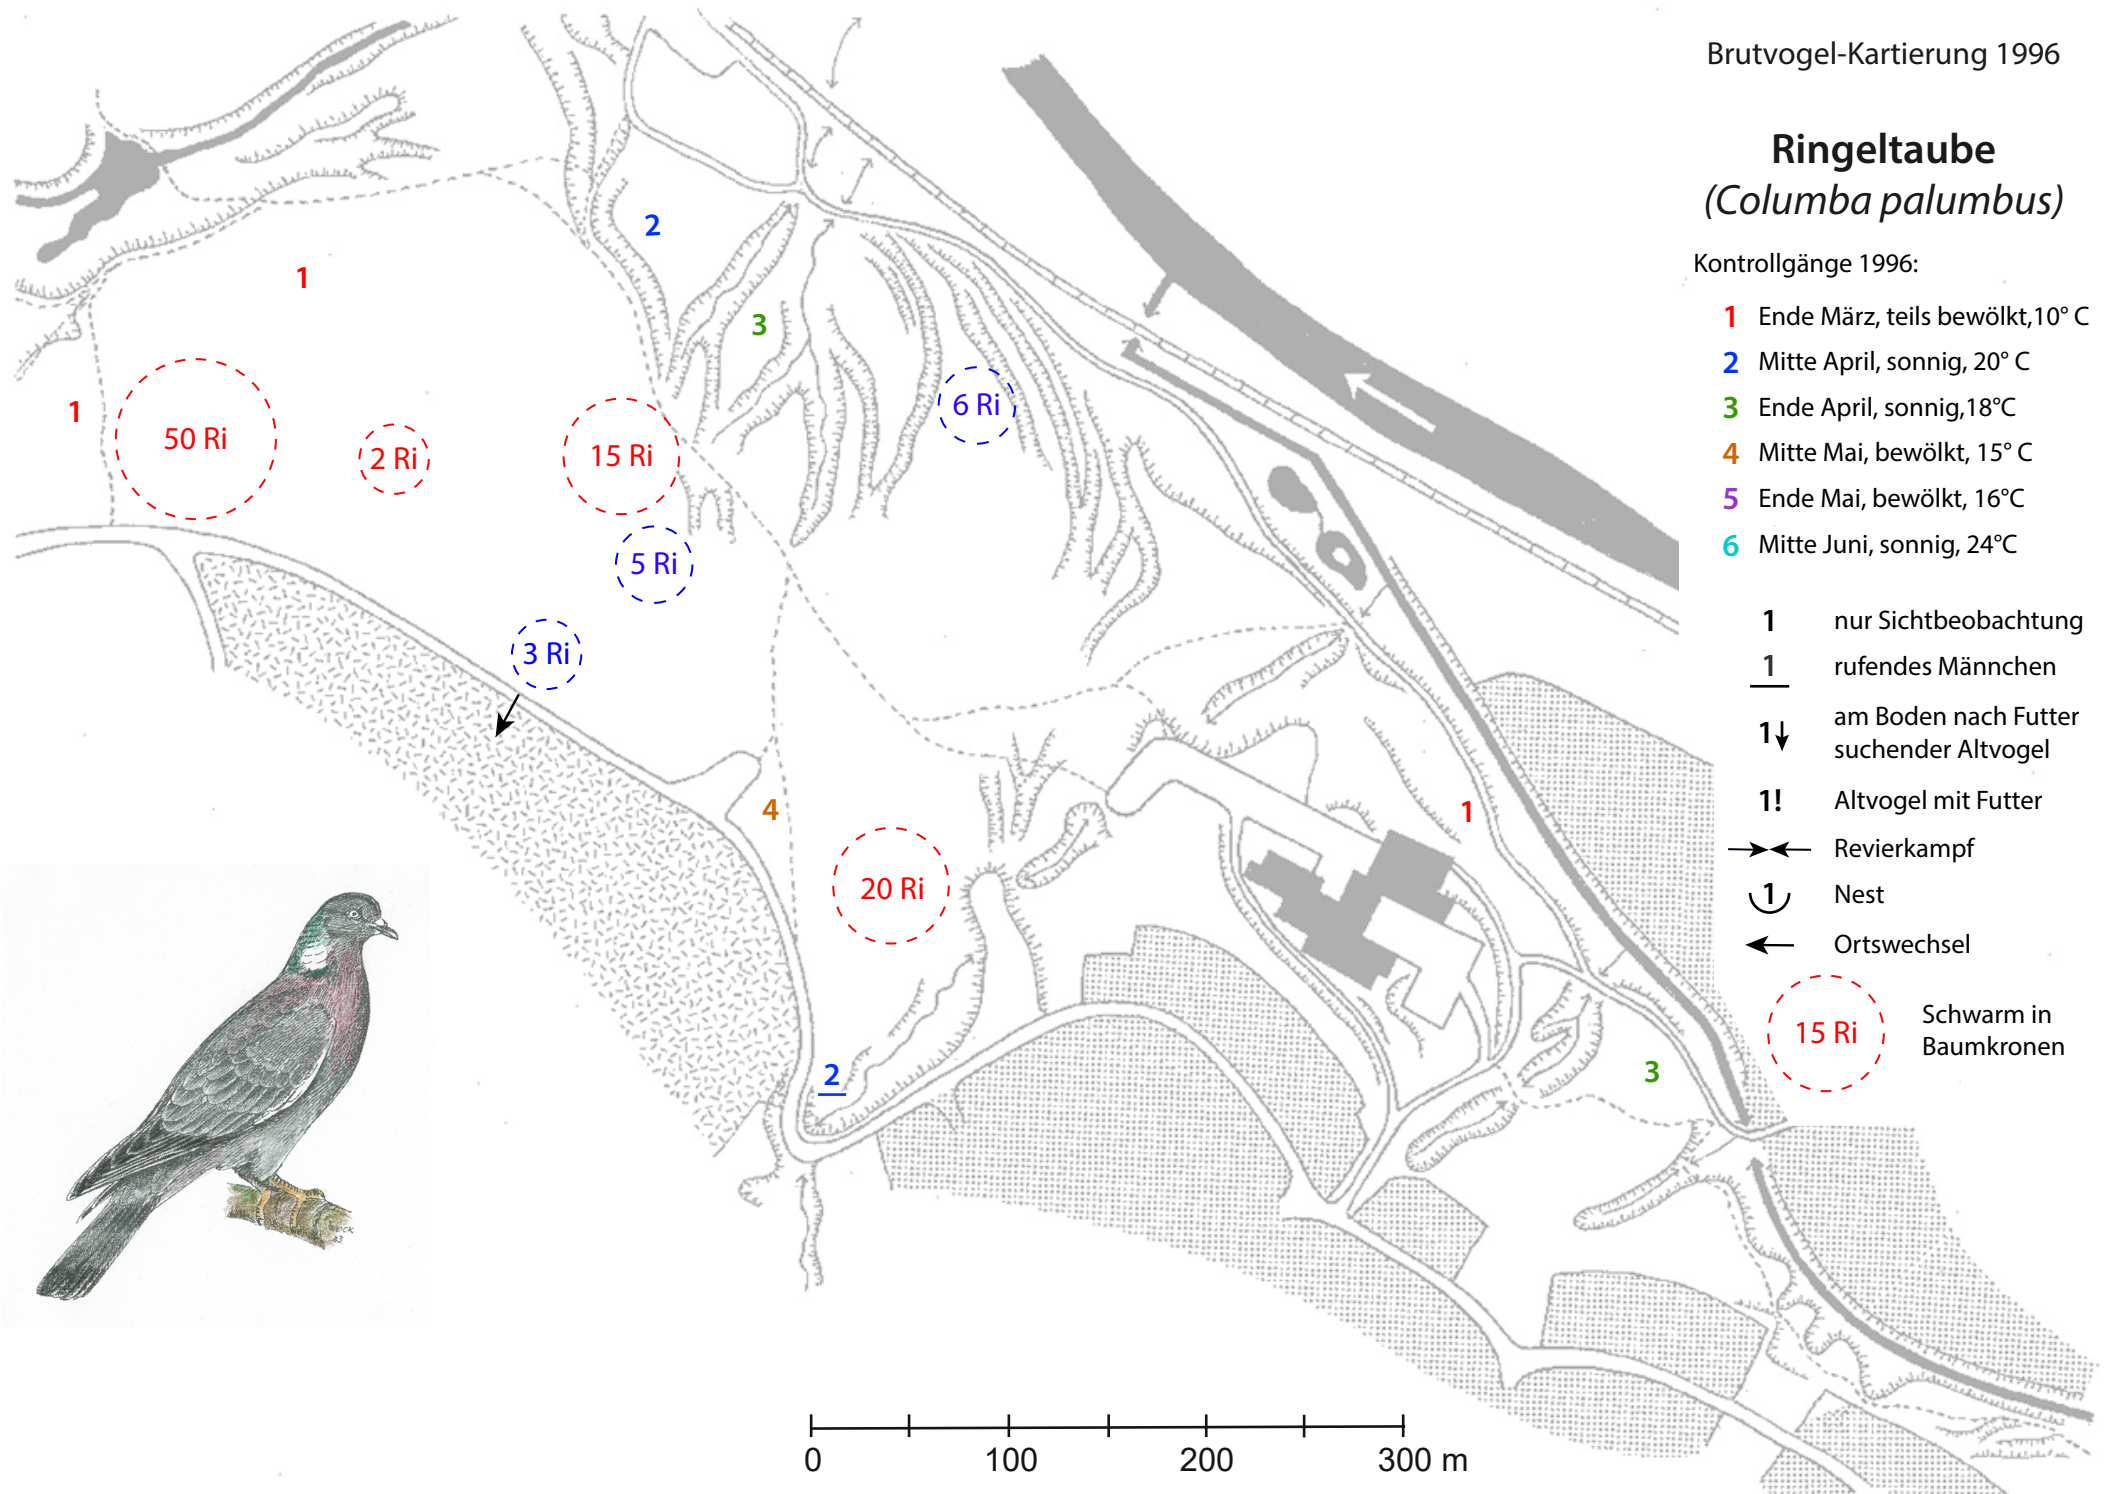 Brutvogel-Kartierung 1996
Ringeltaube
(Columba palumbus)
Kontrollgänge 1996:
1 Ende März, teils bewölkt,10° C
2 Mitte April, sonnig, 20° C
3 Ende April, sonnig,18°C
4 Mitte Mai, bewölkt, 15° C
5 Ende Mai, bewölkt, 16°C
6 Mitte Juni, sonnig, 24°C
1 nur Sichtbeobachtung
1 rufendes Männchen
1 am Boden nach Futter
suchender Altvogel
1! Altvogel mit Futter
Revierkampf
1 Nest
Ortswechsel
15 Ri
Schwarm in
Baumkronen
2
1
3
1
50 Ri
2 Ri
15 Ri
6 Ri
5 Ri
3 Ri
4
1
20 Ri
2
3
0 100 200 300 m